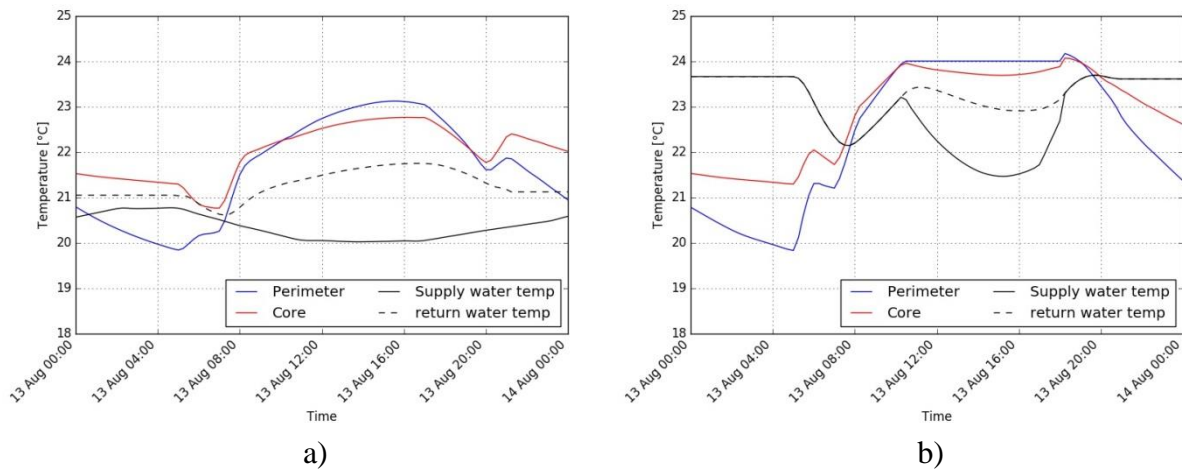 25
24
23
22
21
20
19
18
Temperature [°C]
Perimeter
Core
Supply water temp
return water temp
13 Aug 00:00
13 Aug 04:00
13 Aug 08:00
13 Aug 12:00
13 Aug 16:00
13 Aug 20:00
14 Aug 00:00
Time
a)
25
24
23
22
21
20
19
18
Temperature [°C]
Perimeter
Core
Supply water temp
return water temp
13 Aug 00:00
13 Aug 04:00
13 Aug 08:00
13 Aug 12:00
13 Aug 16:00
13 Aug 20:00
14 Aug 00:00
Time
b)